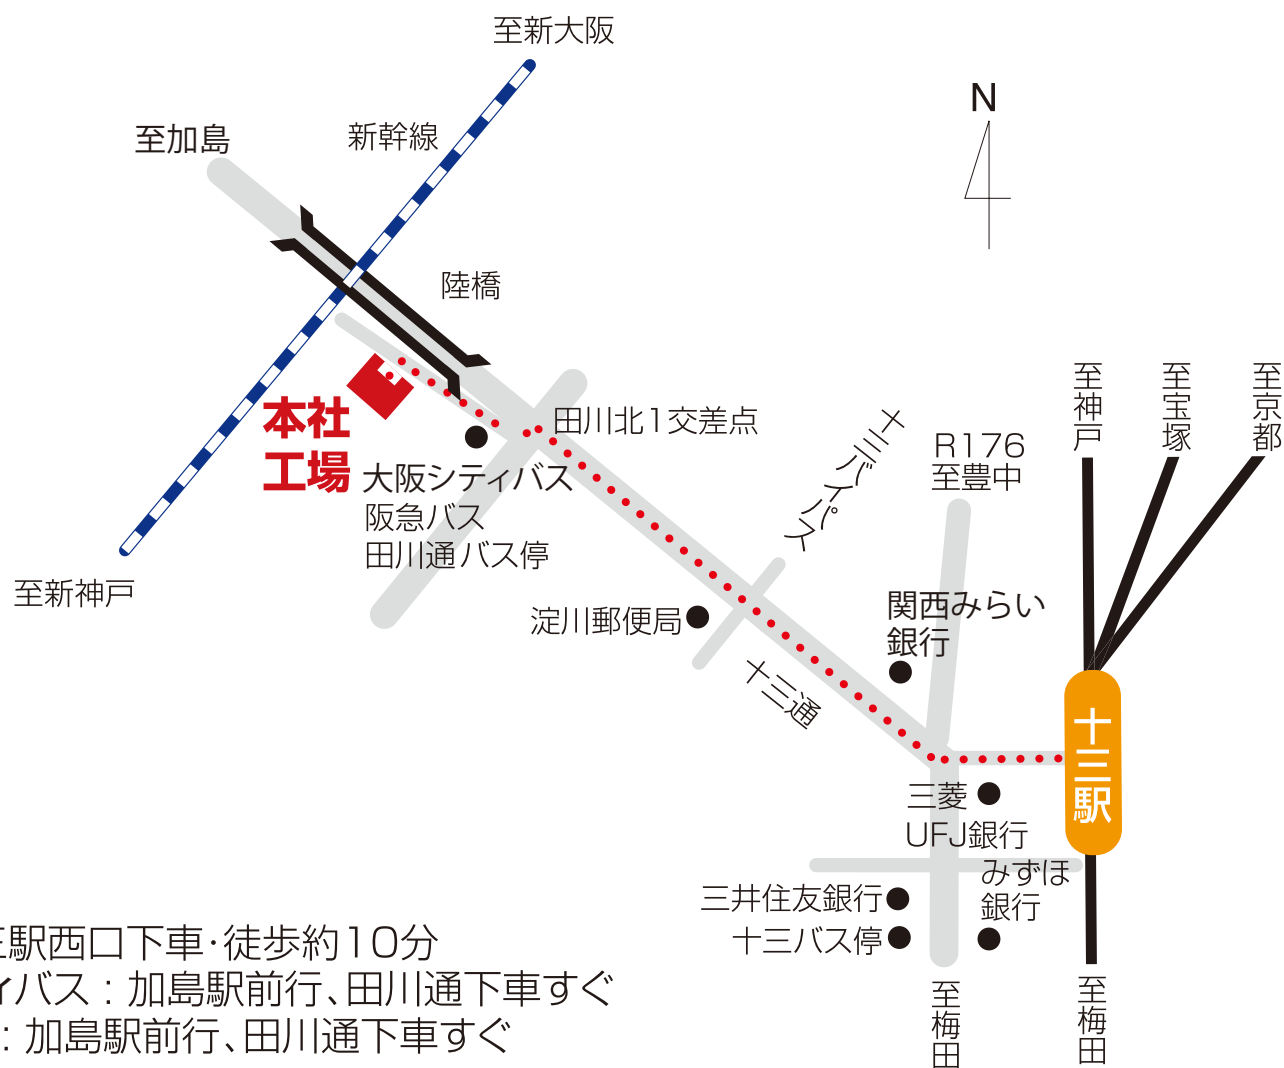 至新大阪
新幹線
至加島
N
陸橋
本社
工場
田川北1交差点
大阪シティバス
阪急バス
田川通バス停
至新神戸
十三バイパス
R176
至豊中
至神戸
至宝塚
至京都
淀川郵便局
関西みらい
銀行
十三通
十三駅
三菱
UFJ銀行
みずほ
銀行
三井住友銀行
十三バス停
至梅田
至梅田
三駅西口下車・徒歩約10分
ィバス：加島駅前行、田川通下車すぐ
：加島駅前行、田川通下車すぐ